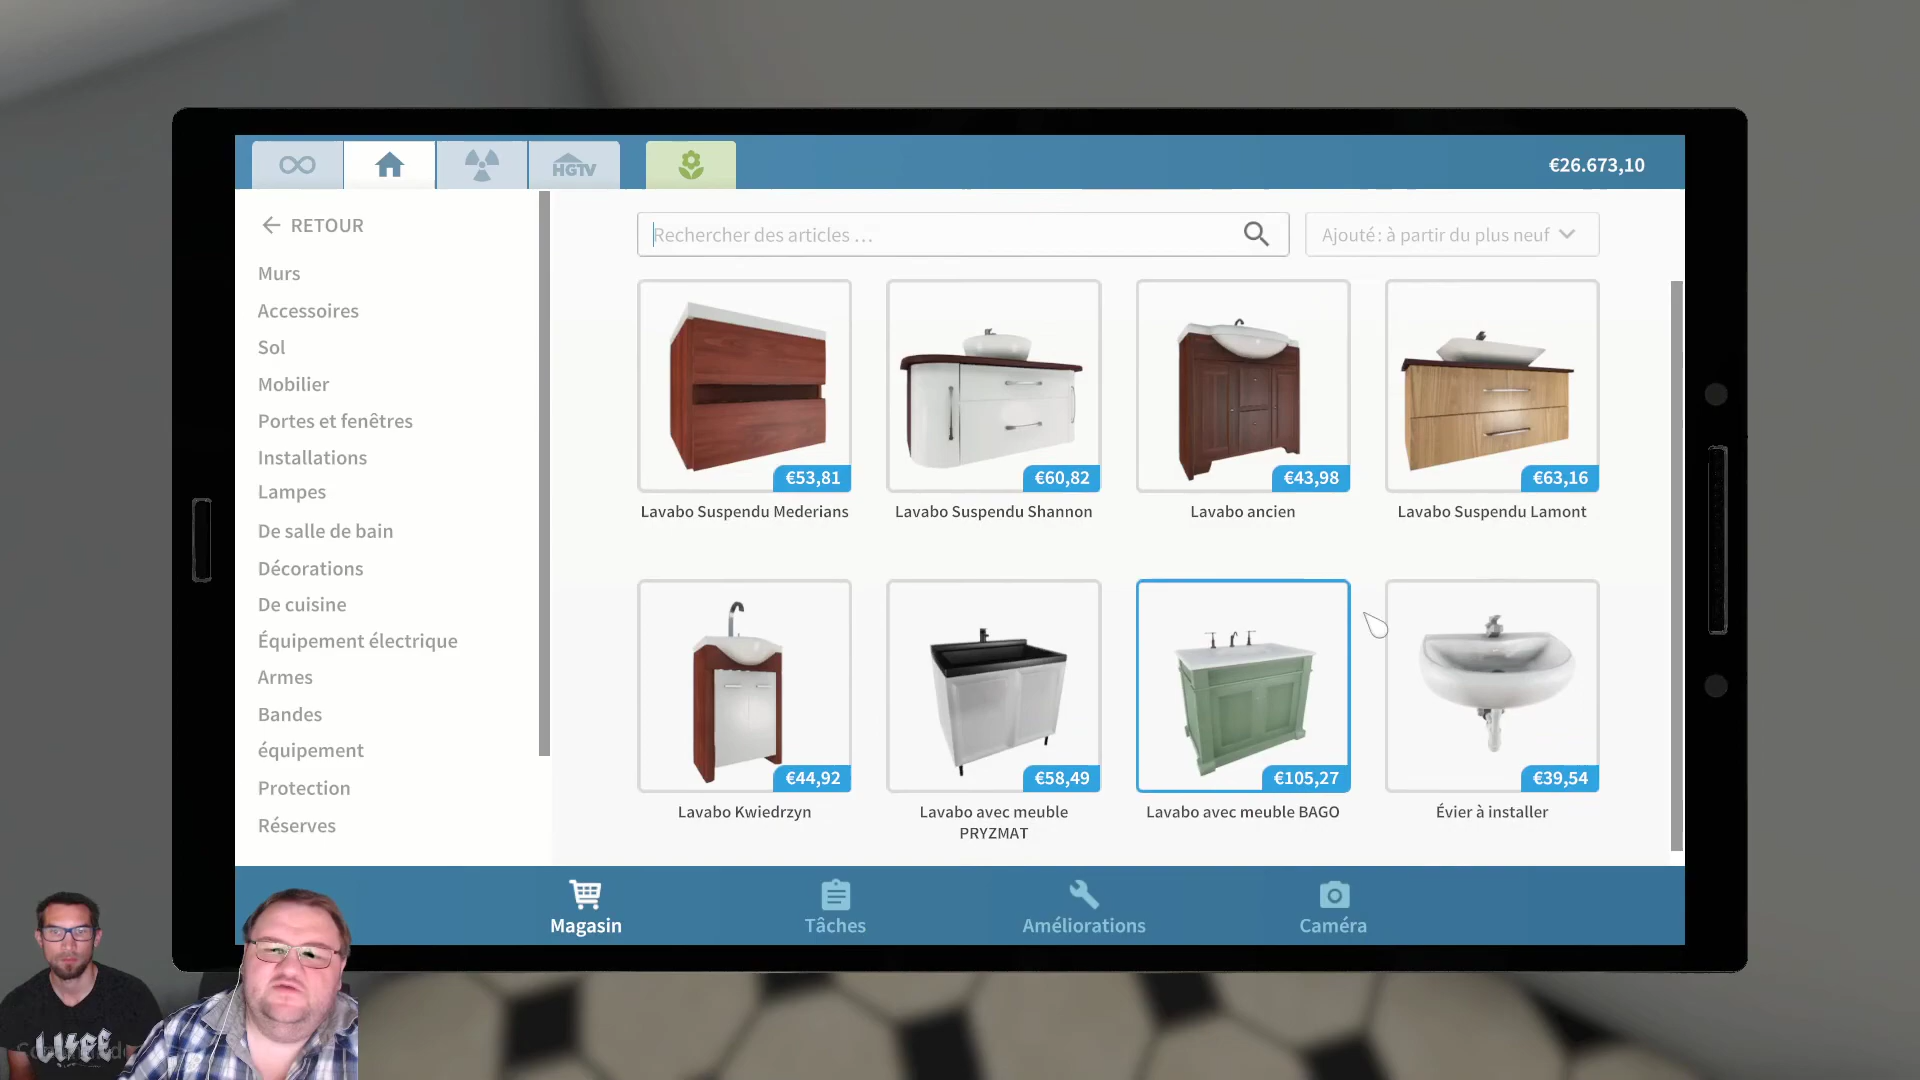 HGTV
€26.673,10
RETOUR
Rechercher des articles …
Ajouté : à partir du plus neuf
Murs
Accessoires
Sol
Mobilier
Portes et fenêtres
Installations
Lampes
De salle de bain
Décorations
De cuisine
Équipement électrique
Armes
Bandes
équipement
Protection
Réserves
€53,81
€60,82
€43,98
€63,16
Lavabo Suspendu Mederians
Lavabo Suspendu Shannon
Lavabo ancien
Lavabo Suspendu Lamont
€44,92
€58,49
€105,27
€39,54
Lavabo Kwiedrzyn
Lavabo avec meuble
PRYZMAT
Lavabo avec meuble BAGO
Évier à installer
Magasin
Tâches
Améliorations
Caméra